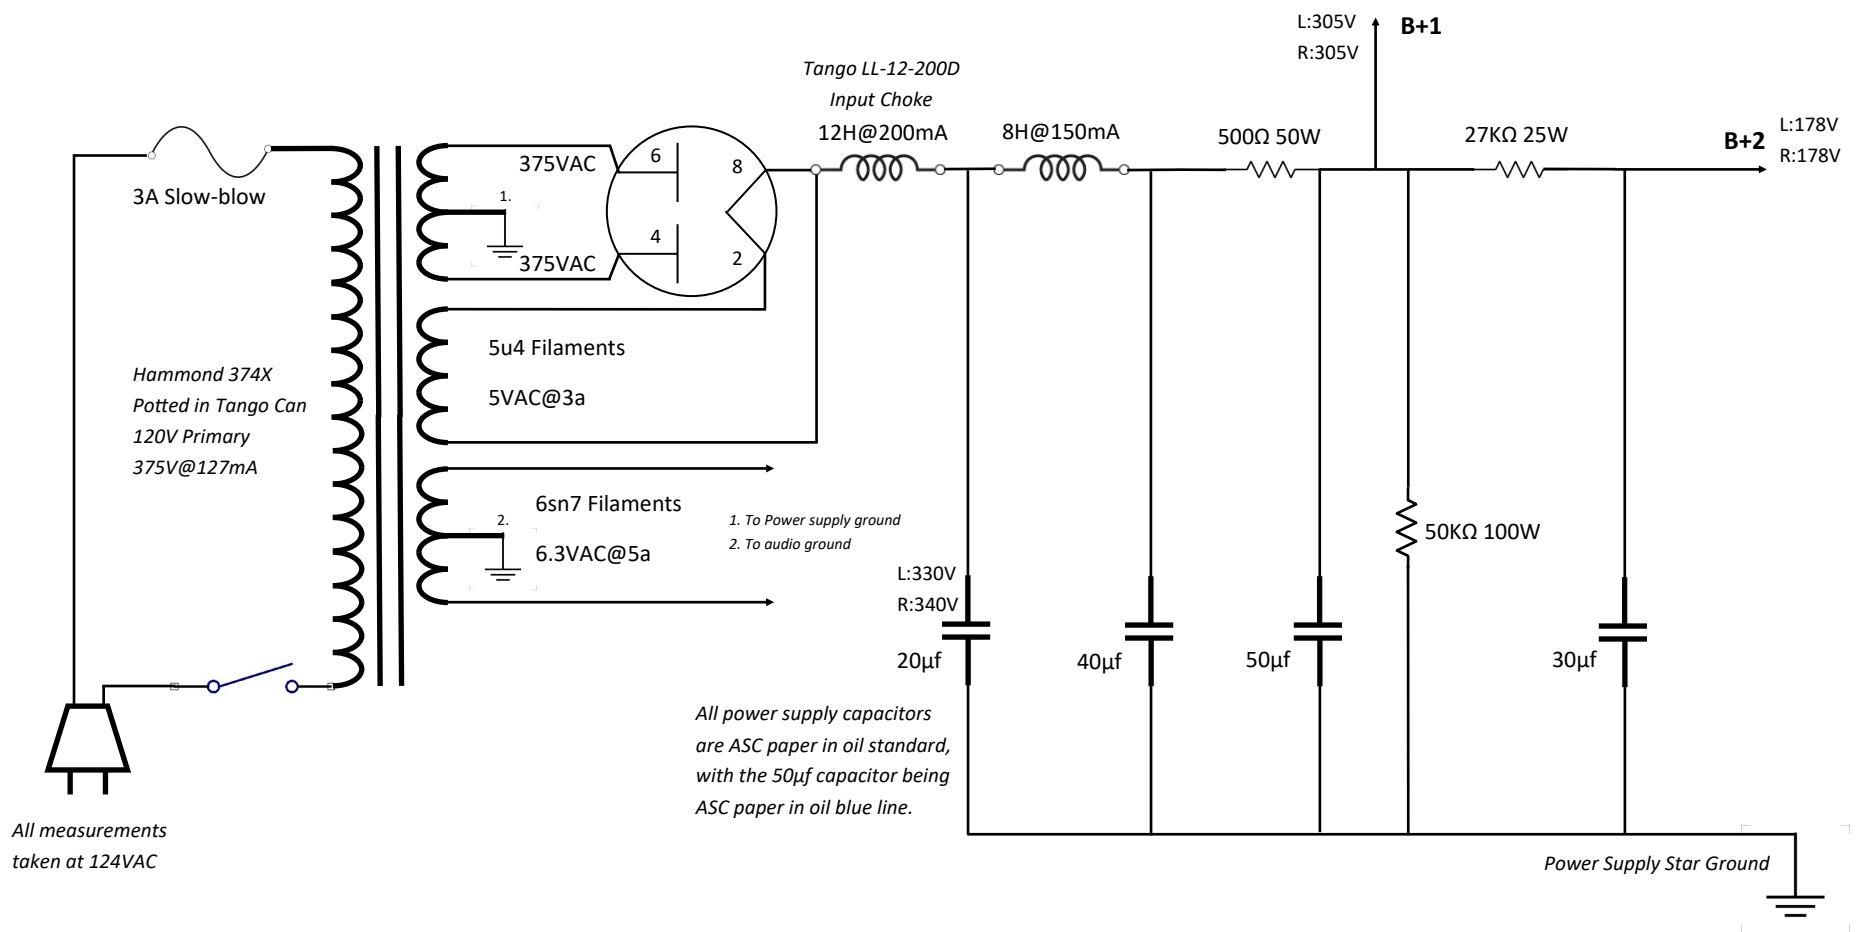 L:305V
R:305V
B+1
Tango LL-12-200D
Input Choke
12H@200mA
8H@150mA
500Ω 50W
27KΩ 25W
B+2
L:178V
R:178V
3A Slow-blow
375VAC
1.
375VAC
6
4
8
2
Hammond 374X
Potted in Tango Can
120V Primary
375V@127mA
5u4 Filaments
5VAC@3a
6sn7 Filaments
2.
6.3VAC@5a
1. To Power supply ground
2. To audio ground
50KΩ 100W
L:330V
R:340V
20µf
40µf
50µf
30µf
All power supply capacitors
are ASC paper in oil standard,
with the 50µf capacitor being
ASC paper in oil blue line.
All measurements
taken at 124VAC
Power Supply Star Ground